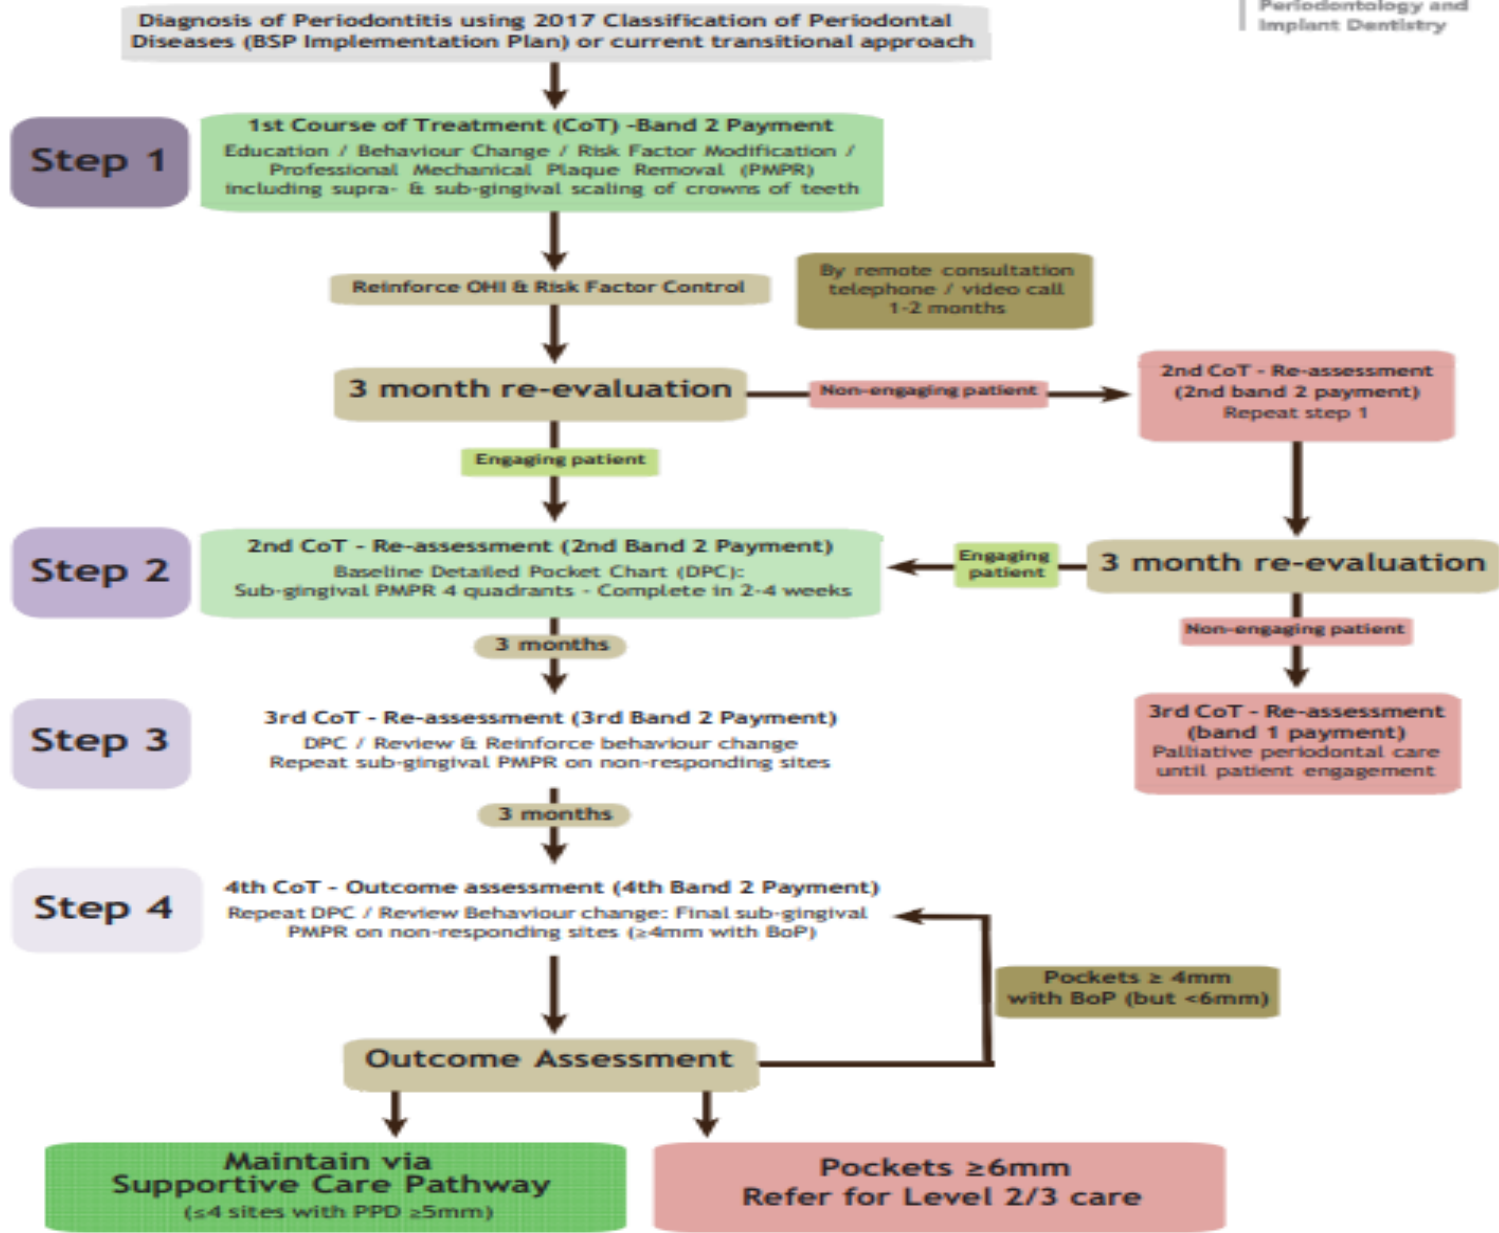 Periodontology and
Implant Dentistry
Diagnosis of Periodontitis using 2017 Classification of Periodontal
Diseases (BSP Implementation Plan) or current transitional approach
Step 1
1st Course of Treatment (CoT) -Band 2 Payment
Education / Behaviour Change / Risk Factor Modification /
Professional Mechanical Plaque Removal (PMPR)
including supra- & sub-gingival scaling of crowns of teeth
Reinforce OHI & Risk Factor Control
By remote consultation
telephone / video call
1-2 months
3 month re-evaluation
Non-engaging patient
2nd CoT - Re-assessment
(2nd band 2 payment)
Repeat step 1
Engaging patient
Step 2
2nd CoT - Re-assessment (2nd Band 2 Payment)
Baseline Detailed Pocket Chart (DPC):
Sub-gingival PMPR 4 quadrants - Complete in 2-4 weeks
Engaging
patient
3 month re-evaluation
Non-engaging patient
3 months
Step 3
3rd CoT - Re-assessment (3rd Band 2 Payment)
DPC / Review & Reinforce behaviour change
Repeat sub-gingival PMPR on non-responding sites
3rd CoT - Re-assessment
(band 1 payment)
Palliative periodontal care
until patient engagement
3 months
Step 4
4th CoT - Outcome assessment (4th Band 2 Payment)
Repeat DPC / Review Behaviour change: Final sub-gingival
PMPR on non-responding sites (≥4mm with BoP)
Pockets ≥ 4mm
with BoP (but <6mm)
Outcome Assessment
Maintain via
Supportive Care Pathway
(≤4 sites with PPD ≥5mm)
Pockets ≥6mm
Refer for Level 2/3 care